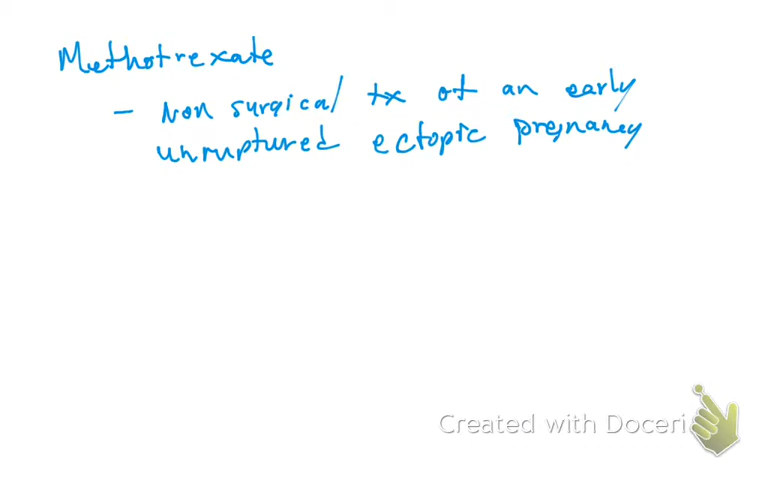 Methotrexate
- Non surgical tx of an early
unruptured ectopic pregnancy
Created with Doceri